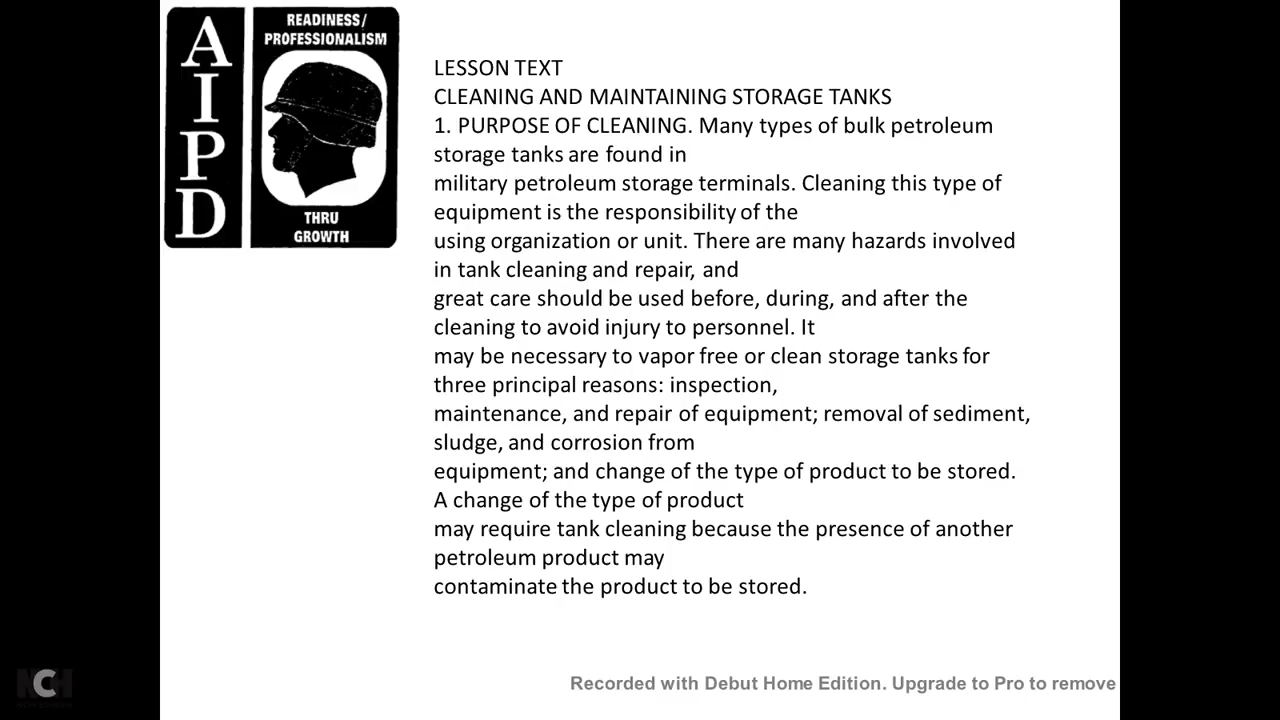 A
I
P
D
READINESS/
PROFESSIONALISM
THRU
GROWTH
LESSON TEXT
CLEANING AND MAINTAINING STORAGE TANKS
1. PURPOSE OF CLEANING. Many types of bulk petroleum
storage tanks are found in
military petroleum storage terminals. Cleaning this type of
equipment is the responsibility of the
using organization or unit. There are many hazards involved
in tank cleaning and repair, and
great care should be used before, during, and after the
cleaning to avoid injury to personnel. It
may be necessary to vapor free or clean storage tanks for
three principal reasons: inspection,
maintenance, and repair of equipment; removal of sediment,
sludge, and corrosion from
equipment; and change of the type of product to be stored.
A change of the type of product
may require tank cleaning because the presence of another
petroleum product may
contaminate the product to be stored.
NCH
Recorded with Debut Home Edition. Upgrade to Pro to remove